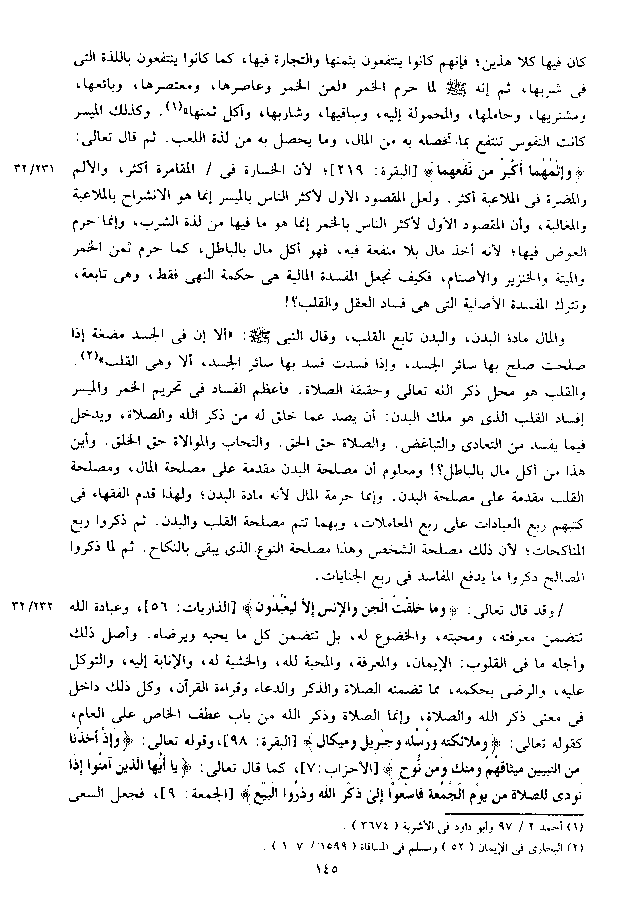 كان فيها كلا هذين؛ فإنهم كانوا ينتفعون بثمنها والتجارة فيها، كما كانوا ينتفعون باللذة التى
فى شربها، ثم إنه ﷺ لما حرم الخمر «لعن الخمر وعاصرها، ومعتصرها، وبائعها،
ومشتريها، وحاملها، والمحمولة إليه، وساقيها، وشاربها، وآكل ثمنها»(١). وكذلك الميسر
كانت النفوس تنتفع بما تحصله به من المال، وما يحصل به من لذة اللعب. ثم قال تعالى:
﴿وَإِثْمُهُمَا أَكْبَرُ مِن نَّفْعِهِمَا﴾ [البقرة: ٢١٩]؛ لأن الخسارة فى / المقامرة أكثر، والألم
٣٢/٢٣١
والمضرة فى الملاعبة أكثر. ولعل المقصود الأول لأكثر الناس بالميسر إنما هو الانشراح بالملاعبة
والمغالبة، وأن المقصود الأول لأكثر الناس بالخمر إنما هو ما فيها من لذة الشرب، وإنما حرم
العوض فيها؛ لأنه أخذ مال بلا منفعة فيه، فهو أكل مال بالباطل، كما حرم ثمن الخمر
والميتة والخنزير والأصنام، فكيف تجعل المفسدة المالية هى حكمة النهى فقط، وهى تابعة،
وتترك المفسدة الأصلية التى هى فساد العقل والقلب؟!
والمال مادة البدن، والبدن تابع القلب، وقال النبى ﷺ: «ألا إن فى الجسد مضغة إذا
صلحت صلح بها سائر الجسد، وإذا فسدت فسد بها سائر الجسد، ألا وهى القلب»(٢).
والقلب هو محل ذكر الله تعالى وحقيقة الصلاة. فأعظم الفساد فى تحريم الخمر والميسر
إفساد القلب الذى هو ملك البدن: أن يصد عما خلق له من ذكر الله والصلاة، ويدخل
فيما يفسد من التعادى والتباغض. والصلاة حق الحق. والتحاب والموالاة حق الخلق. وأين
هذا من أكل مال بالباطل؟! ومعلوم أن مصلحة البدن مقدمة على مصلحة المال، ومصلحة
القلب مقدمة على مصلحة البدن. وإنما حرمة المال لأنه مادة البدن؛ ولهذا قدم الفقهاء فى
كتبهم ربع العبادات على ربع المعاملات، وبهما تتم مصلحة القلب والبدن. ثم ذكروا ربع
المناكحات؛ لأن ذلك مصلحة الشخص وهذا مصلحة النوع الذى يبقى بالنكاح. ثم لما ذكروا
المصالح ذكروا ما يدفع المفاسد فى ربع الجنايات.
/ وقد قال تعالى: ﴿وَمَا خَلَقْتُ الْجِنَّ وَالإِنسَ إِلاَّ لِيَعْبُدُونِ﴾ [الذاريات: ٥٦]، وعبادة الله
٣٢/٢٣٢
تتضمن معرفته، ومحبته، والخضوع له، بل تتضمن كل ما يحبه ويرضاه. وأصل ذلك
وأجله ما فى القلوب: الإيمان، والمعرفة، والمحبة لله، والخشية له، والإنابة إليه، والتوكل
عليه، والرضى بحكمه، مما تضمنته الصلاة والذكر والدعاء وقراءة القرآن، وكل ذلك داخل
فى معنى ذكر الله والصلاة، وإنما الصلاة وذكر الله من باب عطف الخاص على العام،
كقوله تعالى: ﴿وَمَلائِكَتِهِ وَرُسُلِهِ وَجِبْرِيلَ وَمِيكَالَ﴾ [البقرة: ٩٨]، وقوله تعالى: ﴿وَإِذْ أَخَذْنَا
مِنَ النَّبِيِّينَ مِيثَاقَهُمْ وَمِنكَ وَمِن نُّوحٍ﴾ [الأحزاب:٧]، كما قال تعالى: ﴿يَا أَيُّهَا الَّذِينَ آمَنُوا إِذَا
نُودِيَ لِلصَّلاةِ مِن يَوْمِ الْجُمُعَةِ فَاسْعَوْا إِلَىٰ ذِكْرِ اللَّهِ وَذَرُوا الْبَيْعَ﴾ [الجمعة: ٩]، فجعل السعى
(١) أحمد ٢ / ٩٧ وأبو داود فى الأشربة (٣٦٧٤) .
(٢) البخارى فى الإيمان (٥٢) ومسلم فى المساقاة (١٥٩٩ / ١٠٧) .
١٤٥